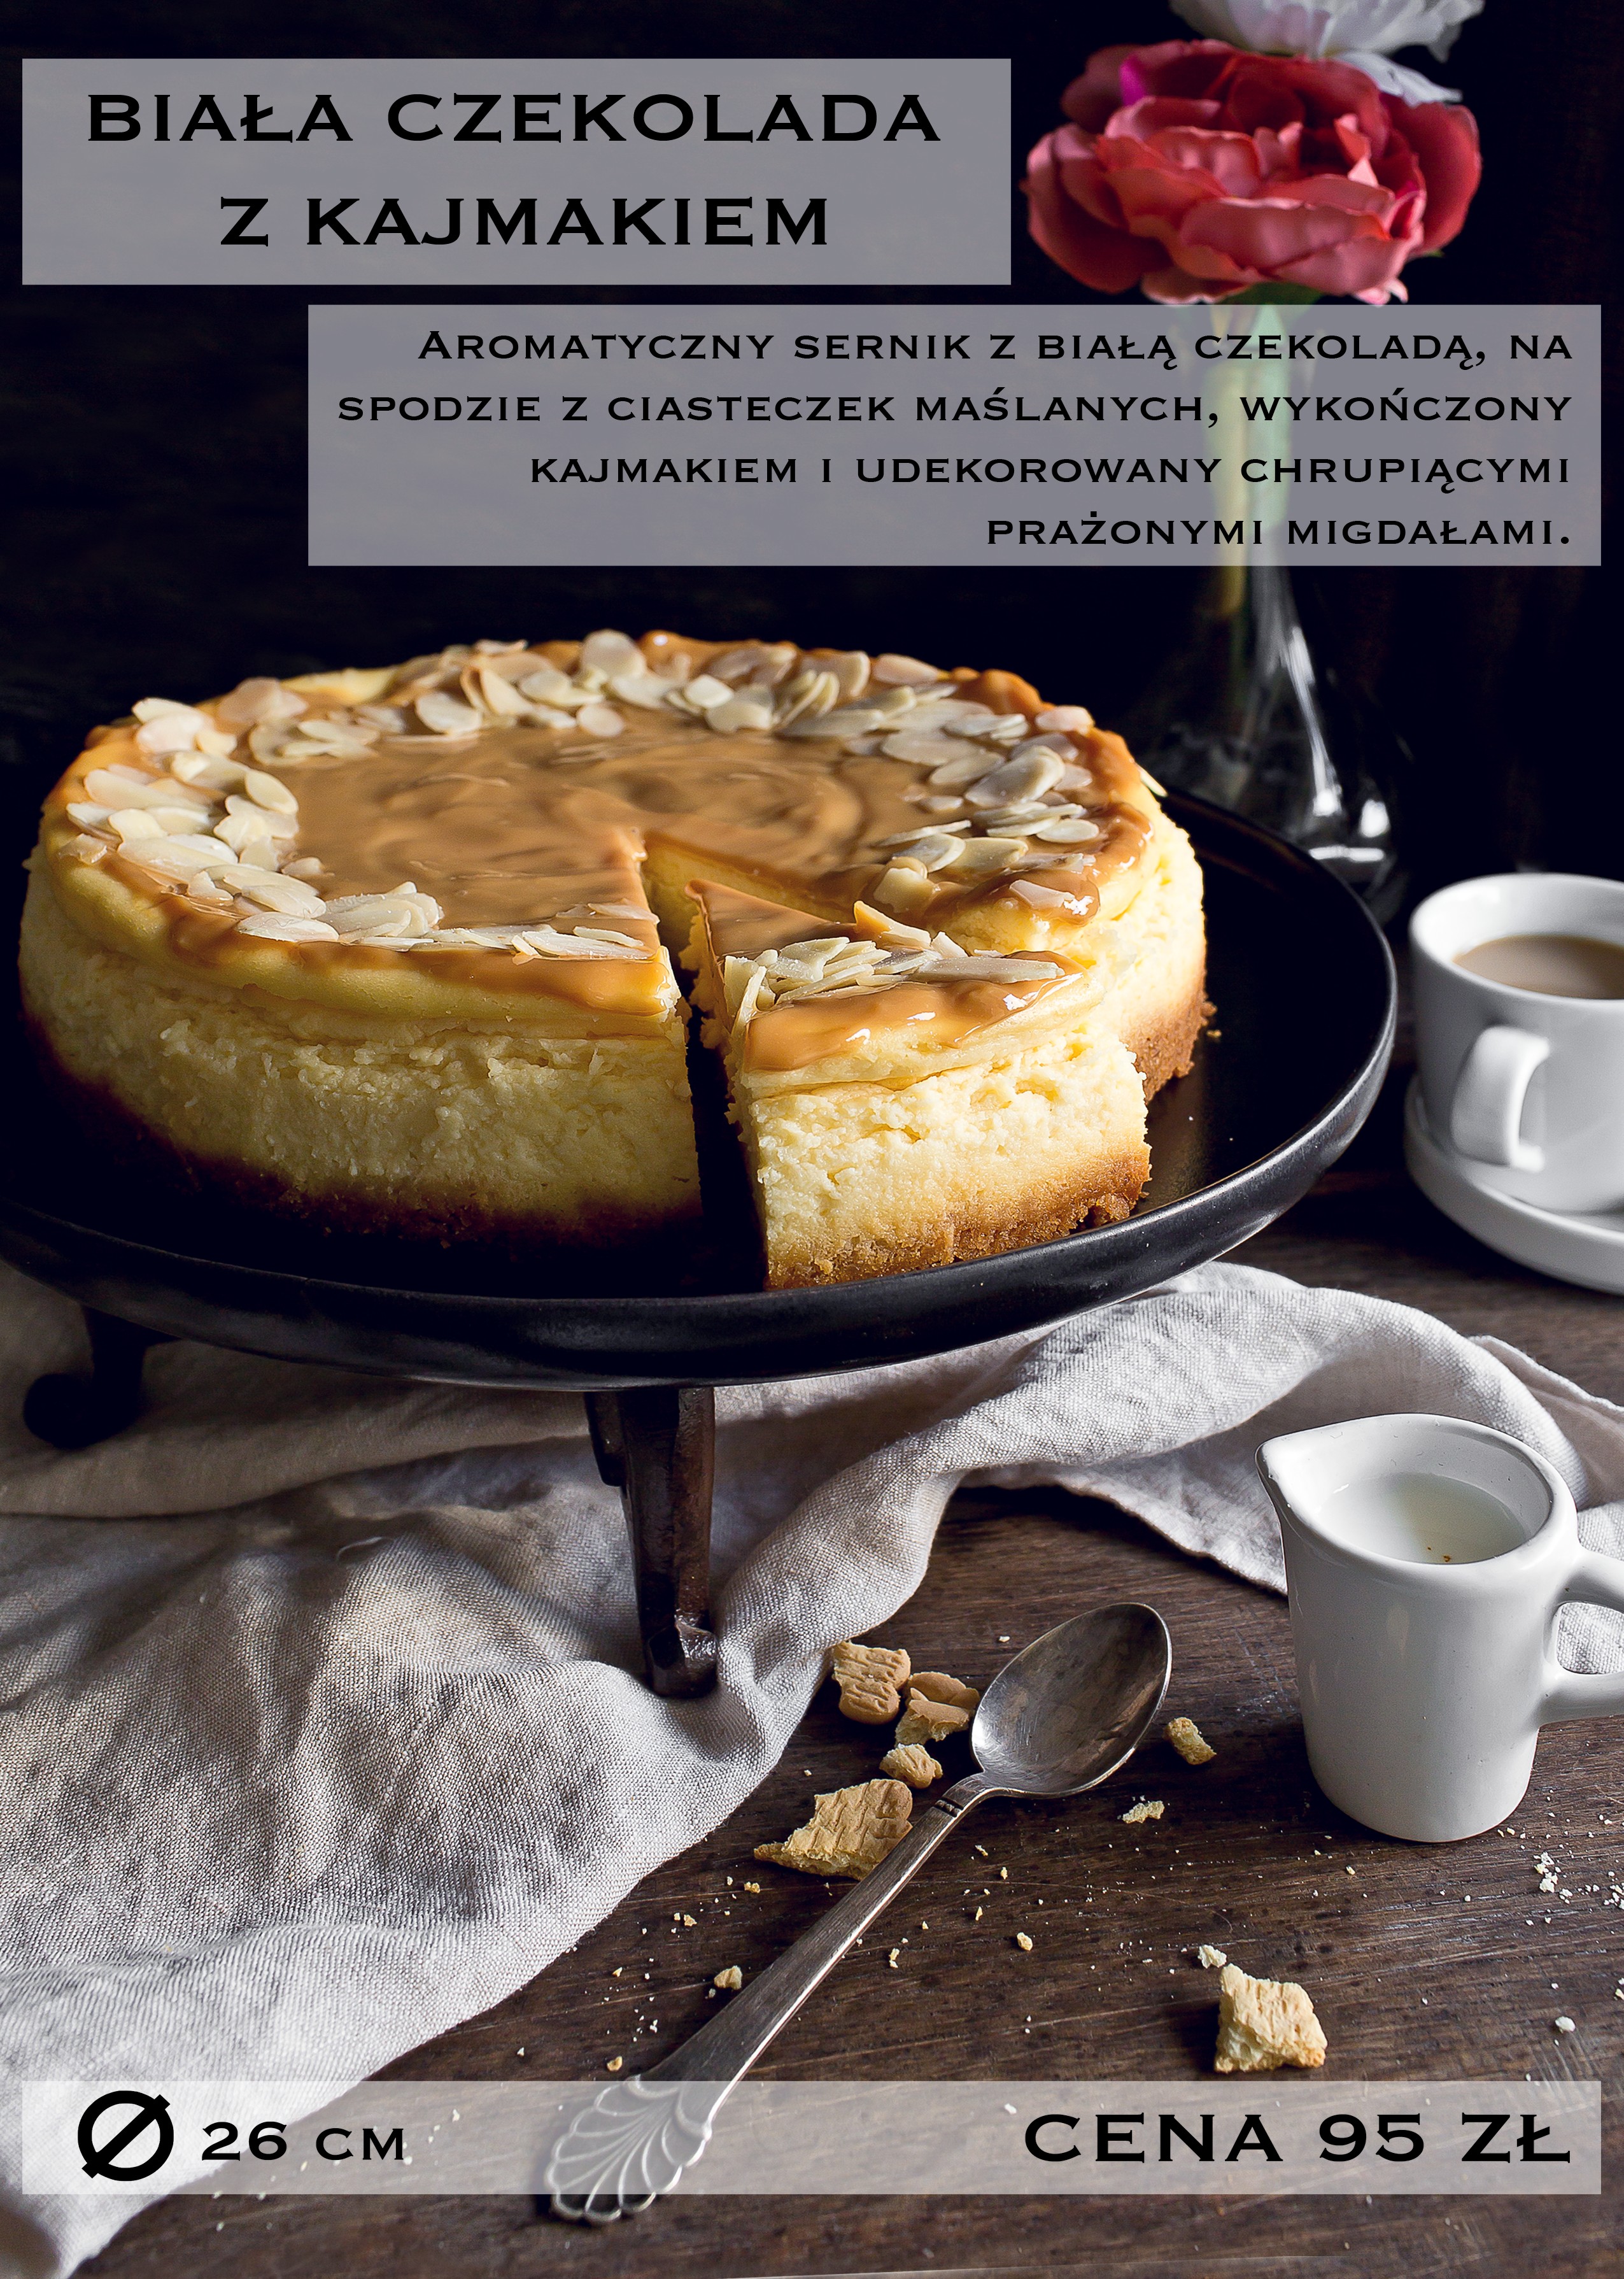 BIAŁA CZEKOLADA
Z KAJMAKIEM
Aromatyczny sernik z białą czekoladą, na
spodzie z ciasteczek maślanych, wykończony
kajmakiem i udekorowany chrupiącymi
prażonymi migdałami.
Ø 26 cm
CENA 95 ZŁ